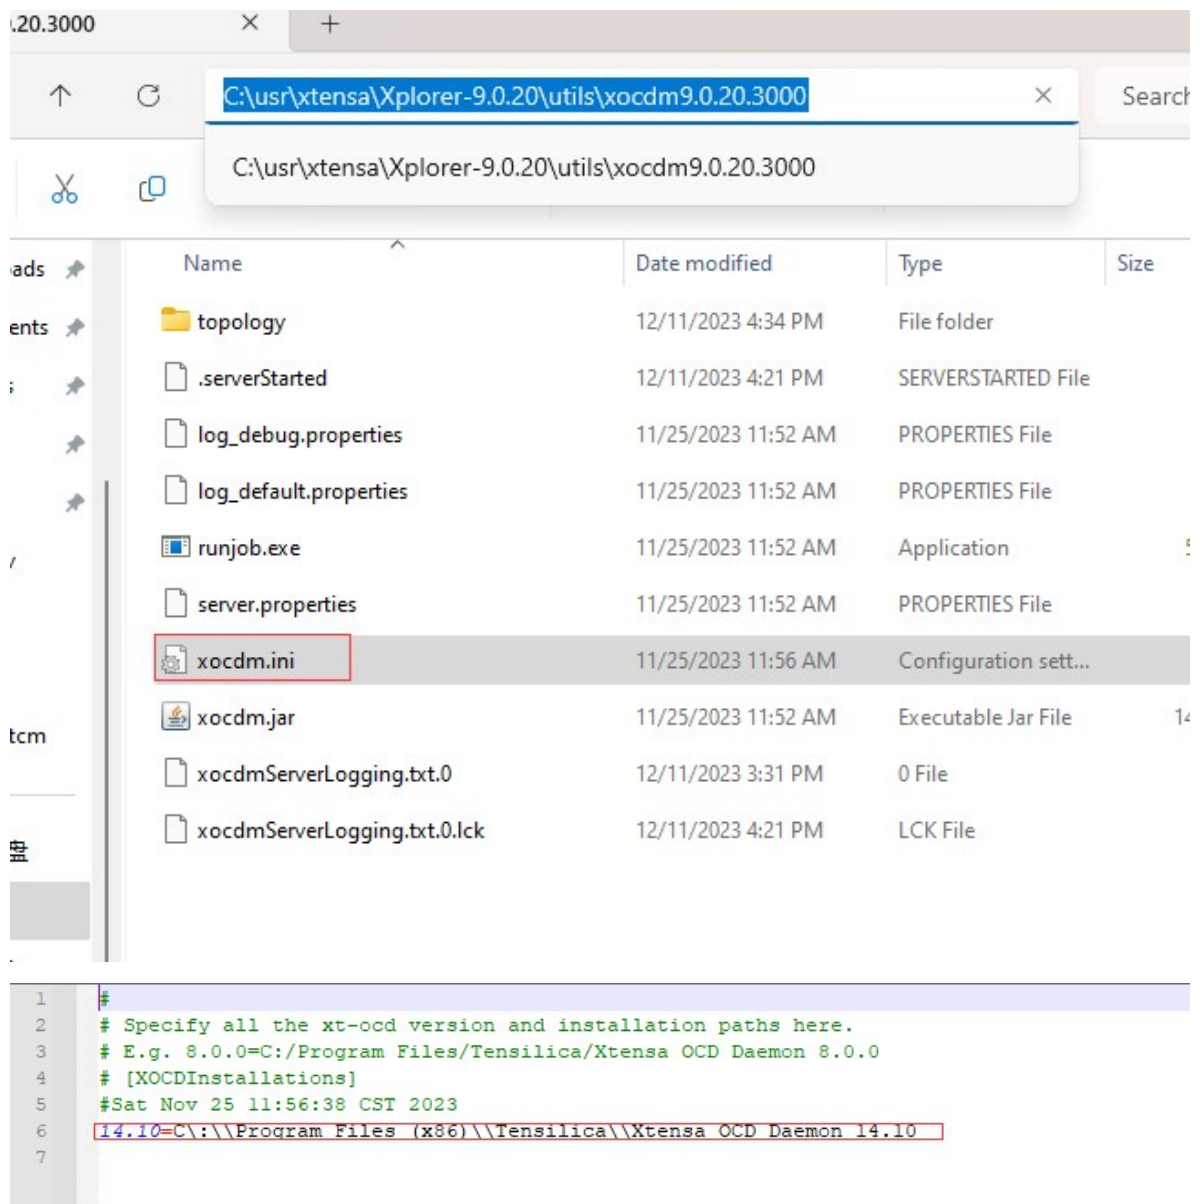 .20.3000
C:\usr\xtensa\Xplorer-9.0.20\utils\xocdm9.0.20.3000
Search
C:\usr\xtensa\Xplorer-9.0.20\utils\xocdm9.0.20.3000
Name Date modified Type Size
ads
topology 12/11/2023 4:34 PM File folder
ents
.serverStarted 12/11/2023 4:21 PM SERVERSTARTED File
s
log_debug.properties 11/25/2023 11:52 AM PROPERTIES File
log_default.properties 11/25/2023 11:52 AM PROPERTIES File
runjob.exe 11/25/2023 11:52 AM Application 5
server.properties 11/25/2023 11:52 AM PROPERTIES File
xocdm.ini 11/25/2023 11:56 AM Configuration sett...
xocdm.jar 11/25/2023 11:52 AM Executable Jar File 14
tcm
xocdmServerLogging.txt.0 12/11/2023 3:31 PM 0 File
xocdmServerLogging.txt.0.lck 12/11/2023 4:21 PM LCK File
盘
1 #
2 # Specify all the xt-ocd version and installation paths here.
3 # E.g. 8.0.0=C:/Program Files/Tensilica/Xtensa OCD Daemon 8.0.0
4 # [XOCDInstallations]
5 #Sat Nov 25 11:56:38 CST 2023
6 14.10=C\:\\Program Files (x86)\\Tensilica\\Xtensa OCD Daemon 14.10
7